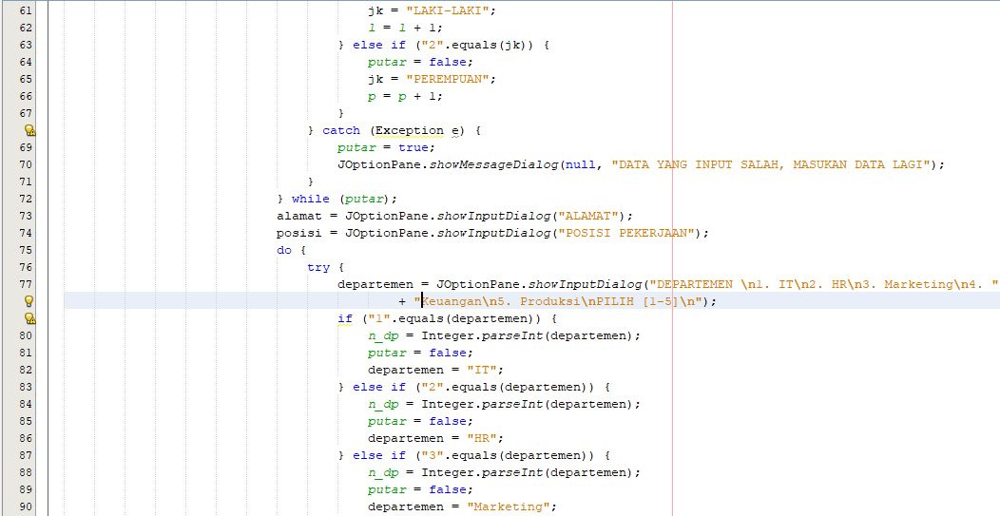 61 jk = "LAKI-LAKI";
62 l = l + 1;
63 } else if ("2".equals(jk)) {
64 putar = false;
65 jk = "PEREMPUAN";
66 p = p + 1;
67 }
} catch (Exception e) {
69 putar = true;
70 JOptionPane.showMessageDialog(null, "DATA YANG INPUT SALAH, MASUKAN DATA LAGI");
71 }
72 } while (putar);
73 alamat = JOptionPane.showInputDialog("ALAMAT");
74 posisi = JOptionPane.showInputDialog("POSISI PEKERJAAN");
75 do {
76 try {
77 departemen = JOptionPane.showInputDialog("DEPARTEMEN \n1. IT\n2. HR\n3. Marketing\n4. "
+ "Keuangan\n5. Produksi\nPILIH [1-5]\n");
if ("1".equals(departemen)) {
80 n_dp = Integer.parseInt(departemen);
81 putar = false;
82 departemen = "IT";
83 } else if ("2".equals(departemen)) {
84 n_dp = Integer.parseInt(departemen);
85 putar = false;
86 departemen = "HR";
87 } else if ("3".equals(departemen)) {
88 n_dp = Integer.parseInt(departemen);
89 putar = false;
90 departemen = "Marketing";